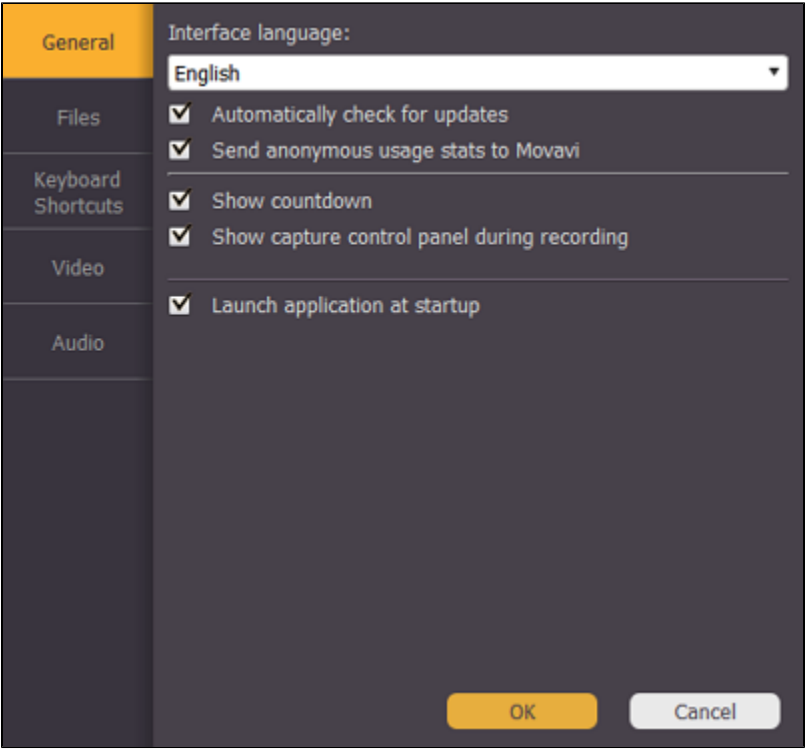 General
Files
Keyboard
Shortcuts
Video
Audio
Interface language:
English
Automatically check for updates
Send anonymous usage stats to Movavi
Show countdown
Show capture control panel during recording
Launch application at startup
OK
Cancel